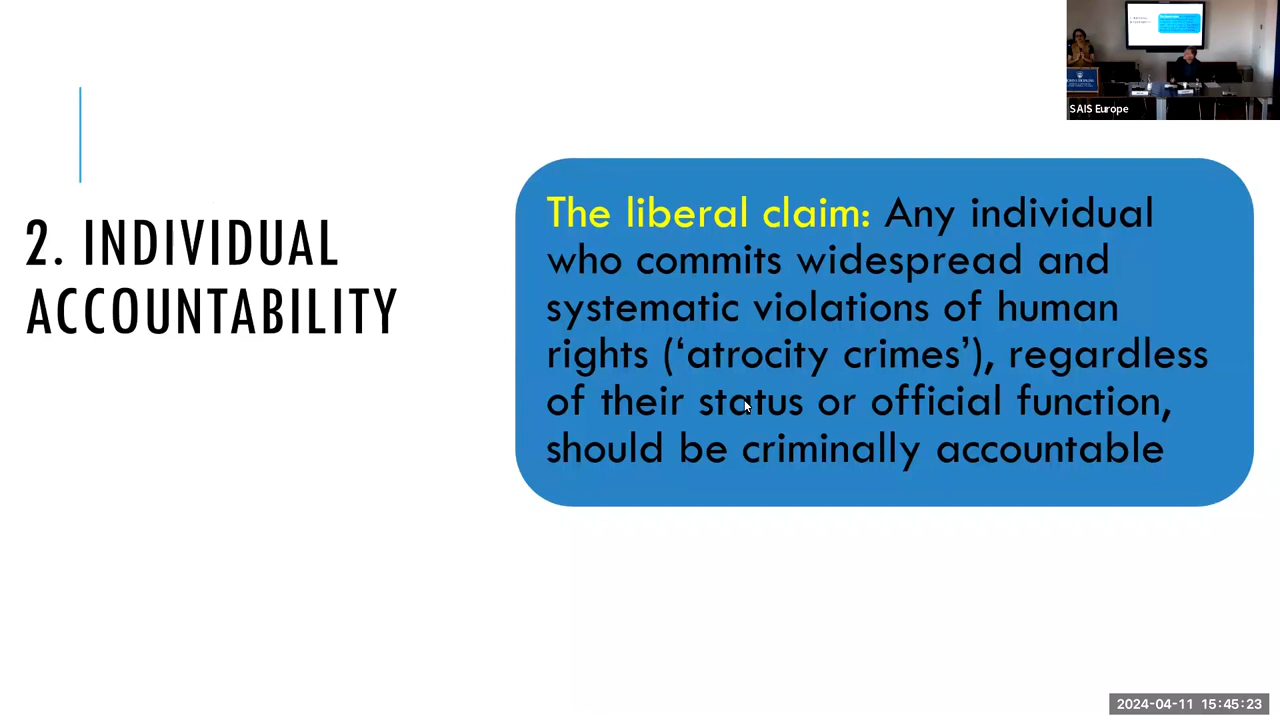 2. INDIVIDUAL
ACCOUNTABILITY
The liberal claim: Any individual
who commits widespread and
systematic violations of human
rights (‘atrocity crimes’), regardless
of their status or official function,
should be criminally accountable
SAIS Europe
2024-04-11 15:45:23